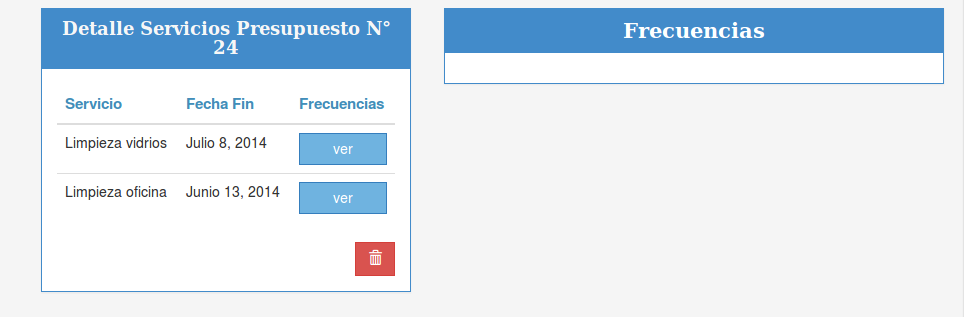 Detalle Servicios Presupuesto N°
24
Servicio Fecha Fin Frecuencias
Limpieza vidrios Julio 8, 2014 ver
Limpieza oficina Junio 13, 2014 ver
Frecuencias